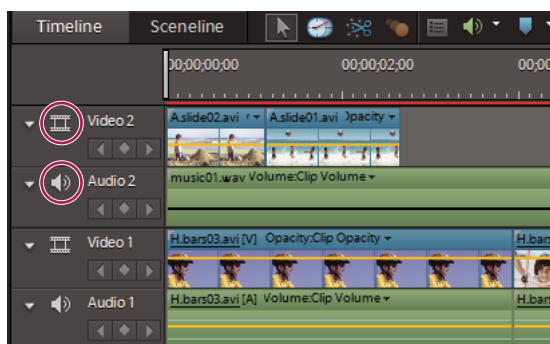 Timeline Sceneline
00;00;00;00 00;00;02;00 00;00
Video 2 A.slide02.avi A.slide01.avi )pacity
Audio 2 music01.wav Volume:Clip Volume
Video 1 H.bars03.avi [V] Opacity:Clip Opacity H.bars
Audio 1 H.bars03.avi [A] Volume:Clip Volume H.bars